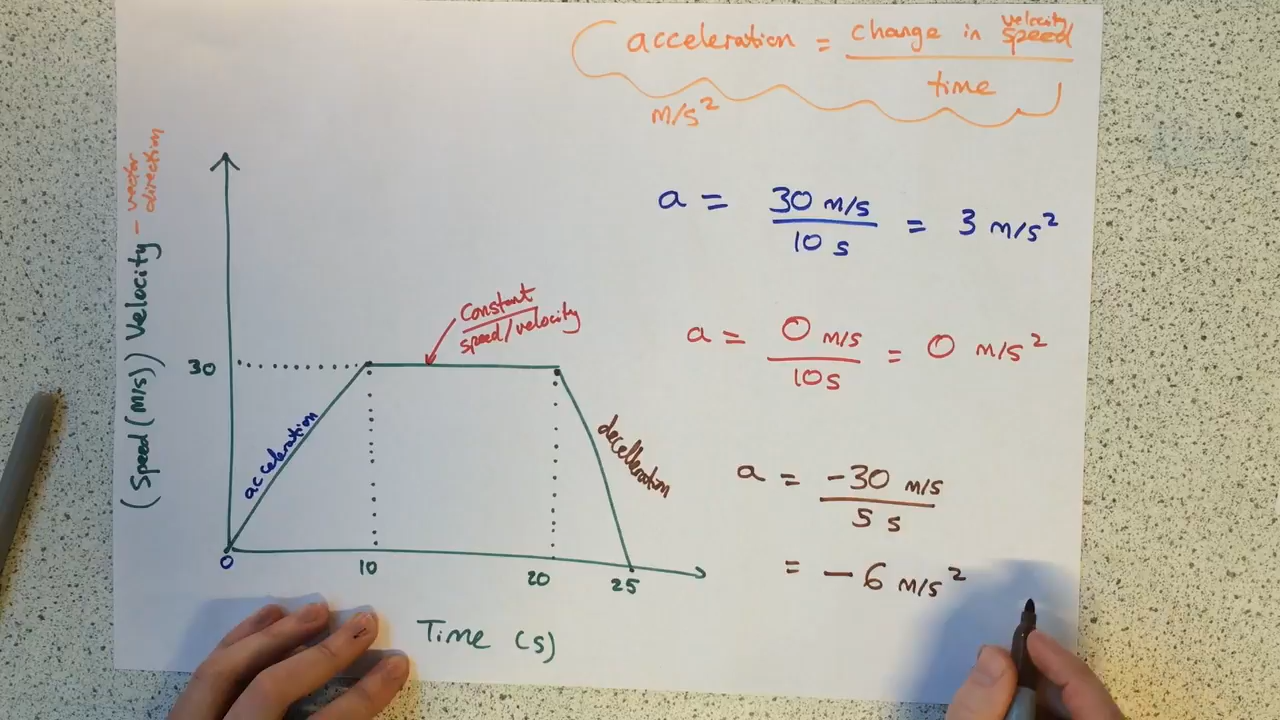 acceleration = change in velocity speed / time
m/s²
a = 30 m/s / 10 s = 3 m/s²
a = 0 m/s / 10s = 0 m/s²
a = -30 m/s / 5 s
= -6 m/s²
(Speed (m/s)) Velocity - vector direction
30
Constant
speed/velocity
acceleration
decelleration
0
10
20
25
Time (s)